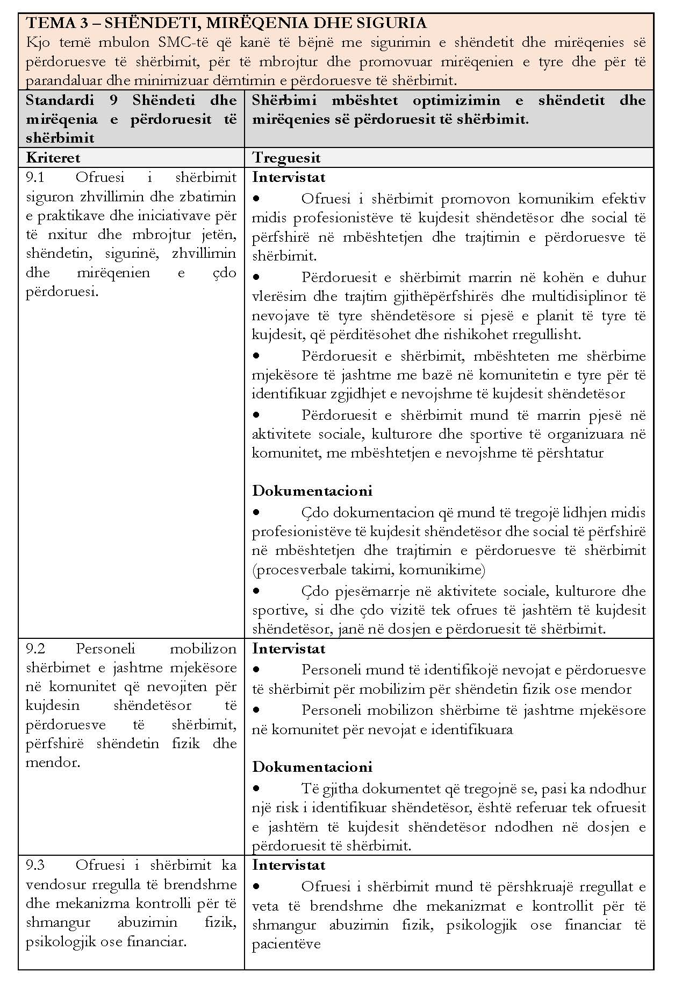 TEMA 3 – SHËNDETI, MIRËQENIA DHE SIGURIA
Kjo temë mbulon SMC-të që kanë të bëjnë me sigurimin e shëndetit dhe mirëqenies së
përdoruesve të shërbimit, për të mbrojtur dhe promovuar mirëqenien e tyre dhe për të
parandaluar dhe minimizuar dëmtimin e përdoruesve të shërbimit.
Standardi 9 Shëndeti dhe
mirëqenia e përdoruesit të
shërbimit
Shërbimi mbështet optimizimin e shëndetit dhe
mirëqenies së përdoruesit të shërbimit.
Kriteret
Treguesit
9.1 Ofruesi i shërbimit
siguron zhvillimin dhe zbatimin
e praktikave dhe iniciativave për
të nxitur dhe mbrojtur jetën,
shëndetin, sigurinë, zhvillimin
dhe mirëqenien e çdo
përdoruesi.
Intervistat
• Ofruesi i shërbimit promovon komunikim efektiv
midis profesionistëve të kujdesit shëndetësor dhe social të
përfshirë në mbështetjen dhe trajtimin e përdoruesve të
shërbimit.
• Përdoruesit e shërbimit marrin në kohën e duhur
vlerësim dhe trajtim gjithëpërfshirës dhe multidisiplinor të
nevojave të tyre shëndetësore si pjesë e planit të tyre të
kujdesit, që përditësohet dhe rishikohet rregullisht.
• Përdoruesit e shërbimit, mbështeten me shërbime
mjekësore të jashtme me bazë në komunitetin e tyre për të
identifikuar zgjidhjet e nevojshme të kujdesit shëndetësor
• Përdoruesit e shërbimit mund të marrin pjesë në
aktivitete sociale, kulturore dhe sportive të organizuara në
komunitet, me mbështetjen e nevojshme të përshtatur
Dokumentacioni
• Çdo dokumentacion që mund të tregojë lidhjen midis
profesionistëve të kujdesit shëndetësor dhe social të përfshirë
në mbështetjen dhe trajtimin e përdoruesve të shërbimit
(procesverbale takimi, komunikime)
• Çdo pjesëmarrje në aktivitete sociale, kulturore dhe
sportive, si dhe çdo vizitë tek ofrues të jashtëm të kujdesit
shëndetësor, janë në dosjen e përdoruesit të shërbimit.
9.2 Personeli mobilizon
shërbimet e jashtme mjekësore
në komunitet që nevojiten për
kujdesin shëndetësor të
përdoruesve të shërbimit,
përfshirë shëndetin fizik dhe
mendor.
Intervistat
• Personeli mund të identifikojë nevojat e përdoruesve
të shërbimit për mobilizim për shëndetin fizik ose mendor
• Personeli mobilizon shërbime të jashtme mjekësore
në komunitet për nevojat e identifikuara
Dokumentacioni
• Të gjitha dokumentet që tregojnë se, pasi ka ndodhur
një risk i identifikuar shëndetësor, është referuar tek ofruesit
e jashtëm të kujdesit shëndetësor ndodhen në dosjen e
përdoruesit të shërbimit.
9.3 Ofruesi i shërbimit ka
vendosur rregulla të brendshme
dhe mekanizma kontrolli për të
shmangur abuzimin fizik,
psikologjik ose financiar.
Intervistat
• Ofruesi i shërbimit mund të përshkruajë rregullat e
veta të brendshme dhe mekanizmat e kontrollit për të
shmangur abuzimin fizik, psikologjik ose financiar të
pacientëve